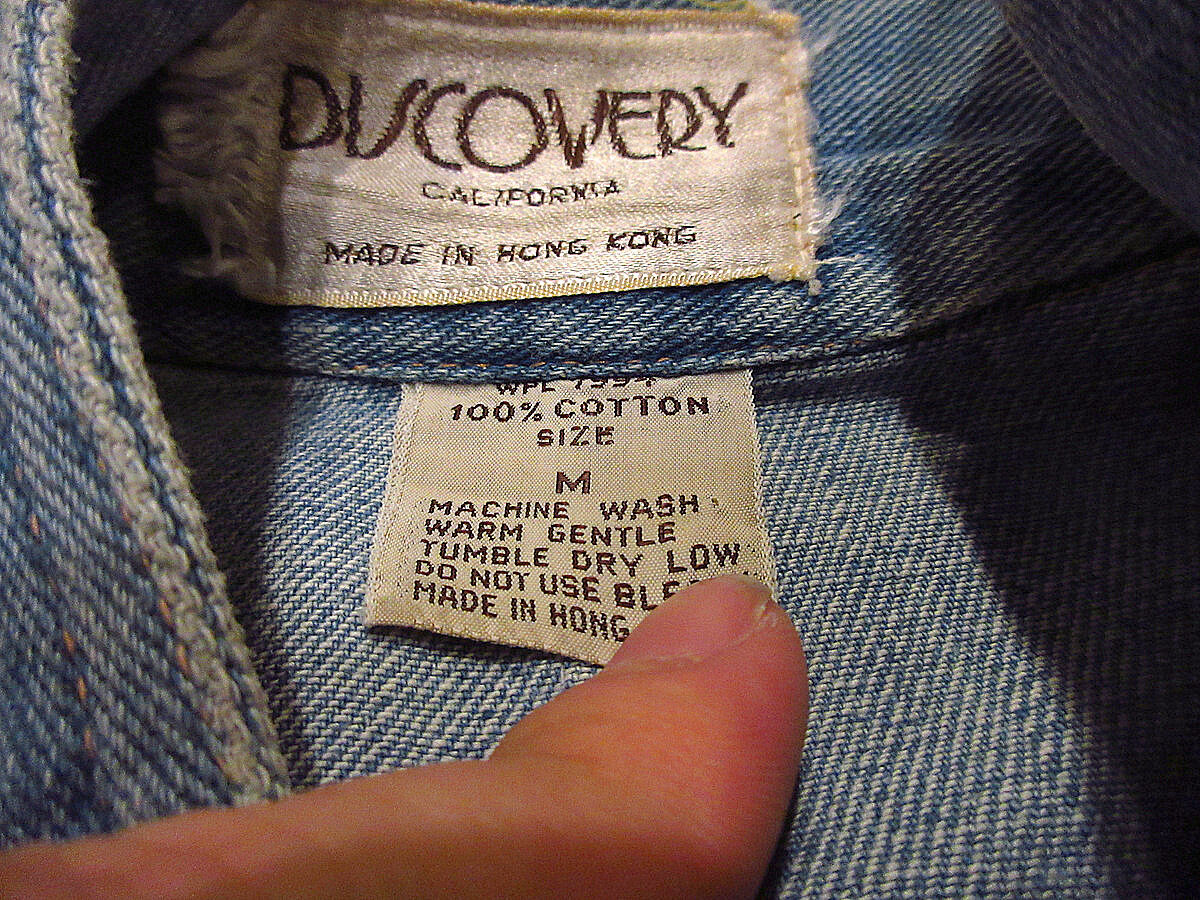 DISCOVERY
CALIFORNIA
MADE IN HONG KONG
WPL
100% COTTON
SIZE
M
MACHINE WASH
WARM GENTLE
TUMBLE DRY LOW
DO NOT USE
MADE IN HONG